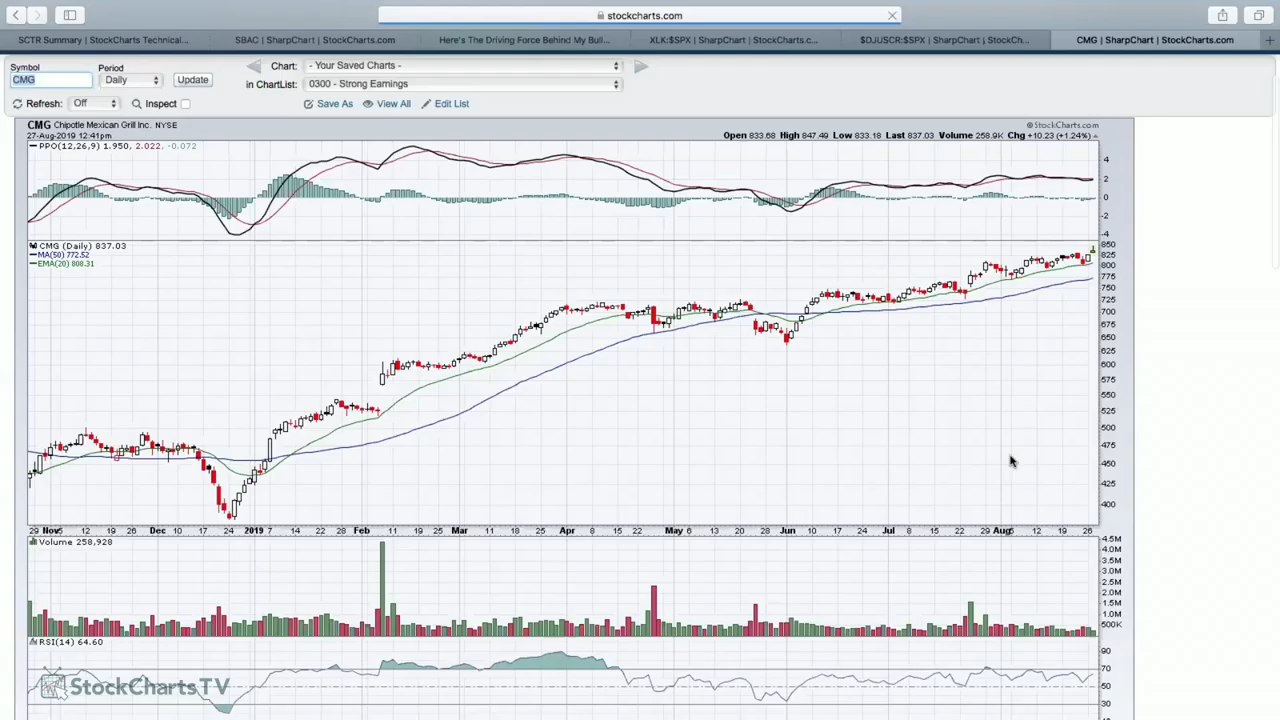 stockcharts.com
SCTR Summary | StockCharts Technical...
SBAC | SharpChart | StockCharts.com
Here's The Driving Force Behind My Bull...
XLK:$SPX | SharpChart | StockCharts.c...
$DJUSCR:$SPX | SharpChart | StockCh...
CMG | SharpChart | StockCharts.com
Symbol
Period
CMG
Daily
Update
Chart:
- Your Saved Charts -
in ChartList:
0300 - Strong Earnings
Refresh:
Off
Inspect
Save As
View All
Edit List
CMG Chipotle Mexican Grill Inc. NYSE
© StockCharts.com
27-Aug-2019 12:41pm
Open 833.68 High 847.49 Low 833.18 Last 837.03 Volume 258.9K Chg +10.23 (+1.24%)
PPO(12,26,9) 1.950, 2.022, -0.072
4
2
0
-2
-4
CMG (Daily) 837.03
MA(50) 772.52
EMA(20) 808.31
850
825
800
775
750
725
700
675
650
625
600
575
550
525
500
475
450
425
400
29 Nov 5 12 19 26 Dec 10 17 24 2019 7 14 22 28 Feb 11 19 25 Mar 11 18 25 Apr 8 15 22 May 6 13 20 28 Jun 10 17 24 Jul 8 15 22 29 Aug 5 12 19 26
Volume 258,928
4.5M
4.0M
3.5M
3.0M
2.5M
2.0M
1.5M
1.0M
500K
RSI(14) 64.60
90
70
50
30
StockChartsTV